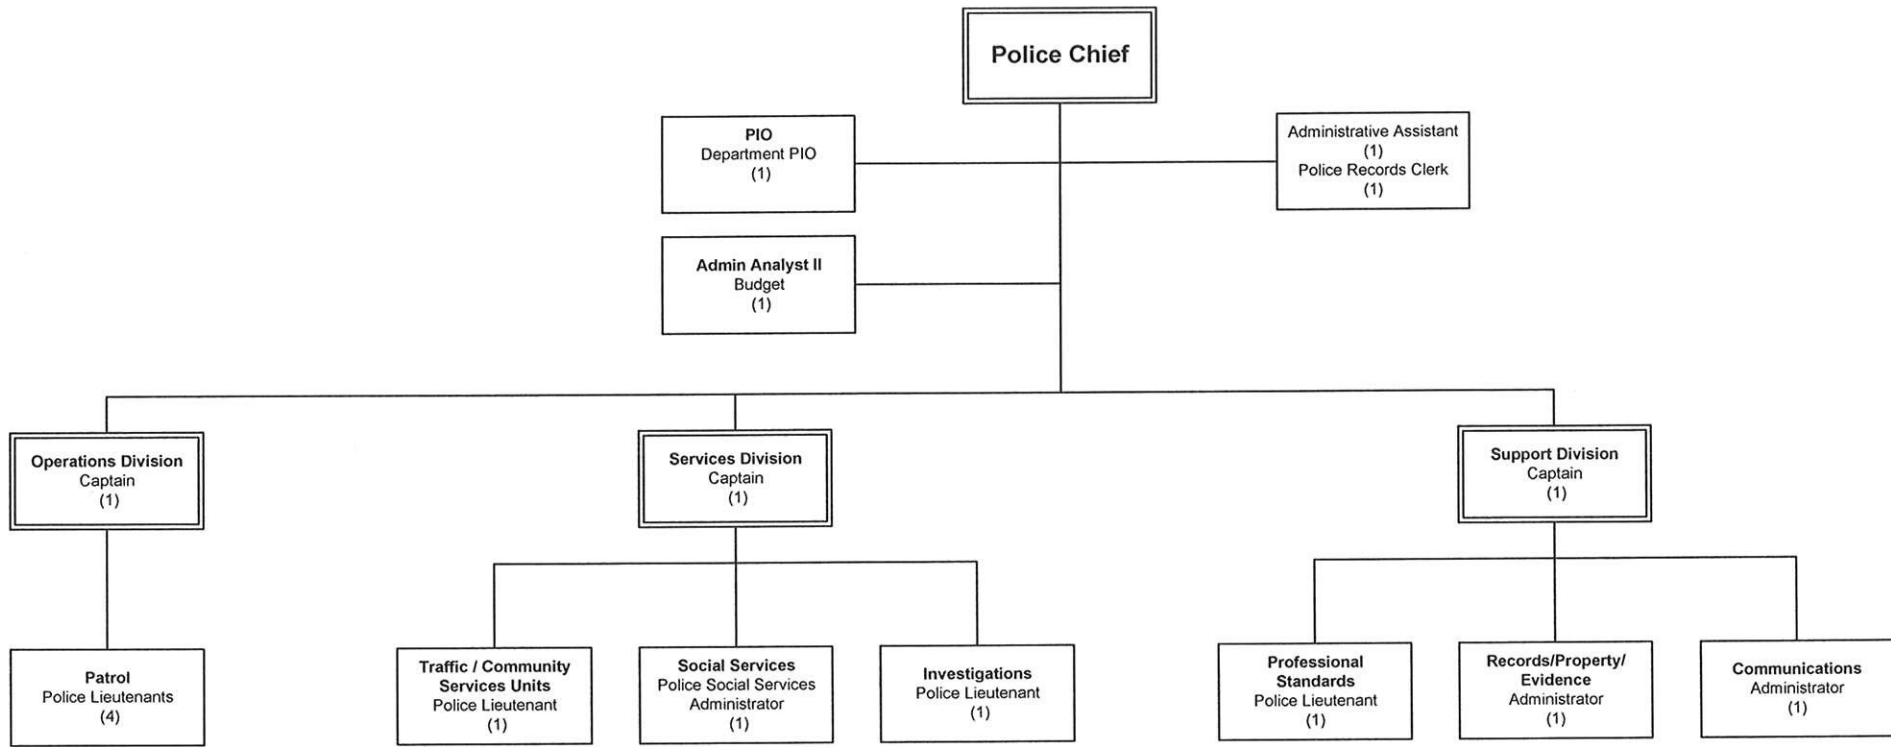 Police Chief
PIO
Department PIO
(1)
Administrative Assistant
(1)
Police Records Clerk
(1)
Admin Analyst II
Budget
(1)
Operations Division
Captain
(1)
Services Division
Captain
(1)
Support Division
Captain
(1)
Patrol
Police Lieutenants
(4)
Traffic / Community
Services Units
Police Lieutenant
(1)
Social Services
Police Social Services
Administrator
(1)
Investigations
Police Lieutenant
(1)
Professional
Standards
Police Lieutenant
(1)
Records/Property/
Evidence
Administrator
(1)
Communications
Administrator
(1)